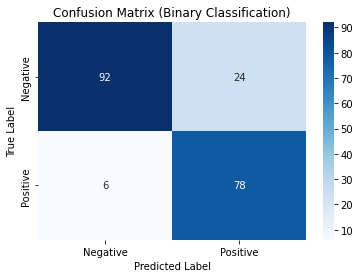 Confusion Matrix (Binary Classification)
True Label
Negative
92
24
Positive
6
78
Negative
Positive
Predicted Label
90
80
70
60
50
40
30
20
10